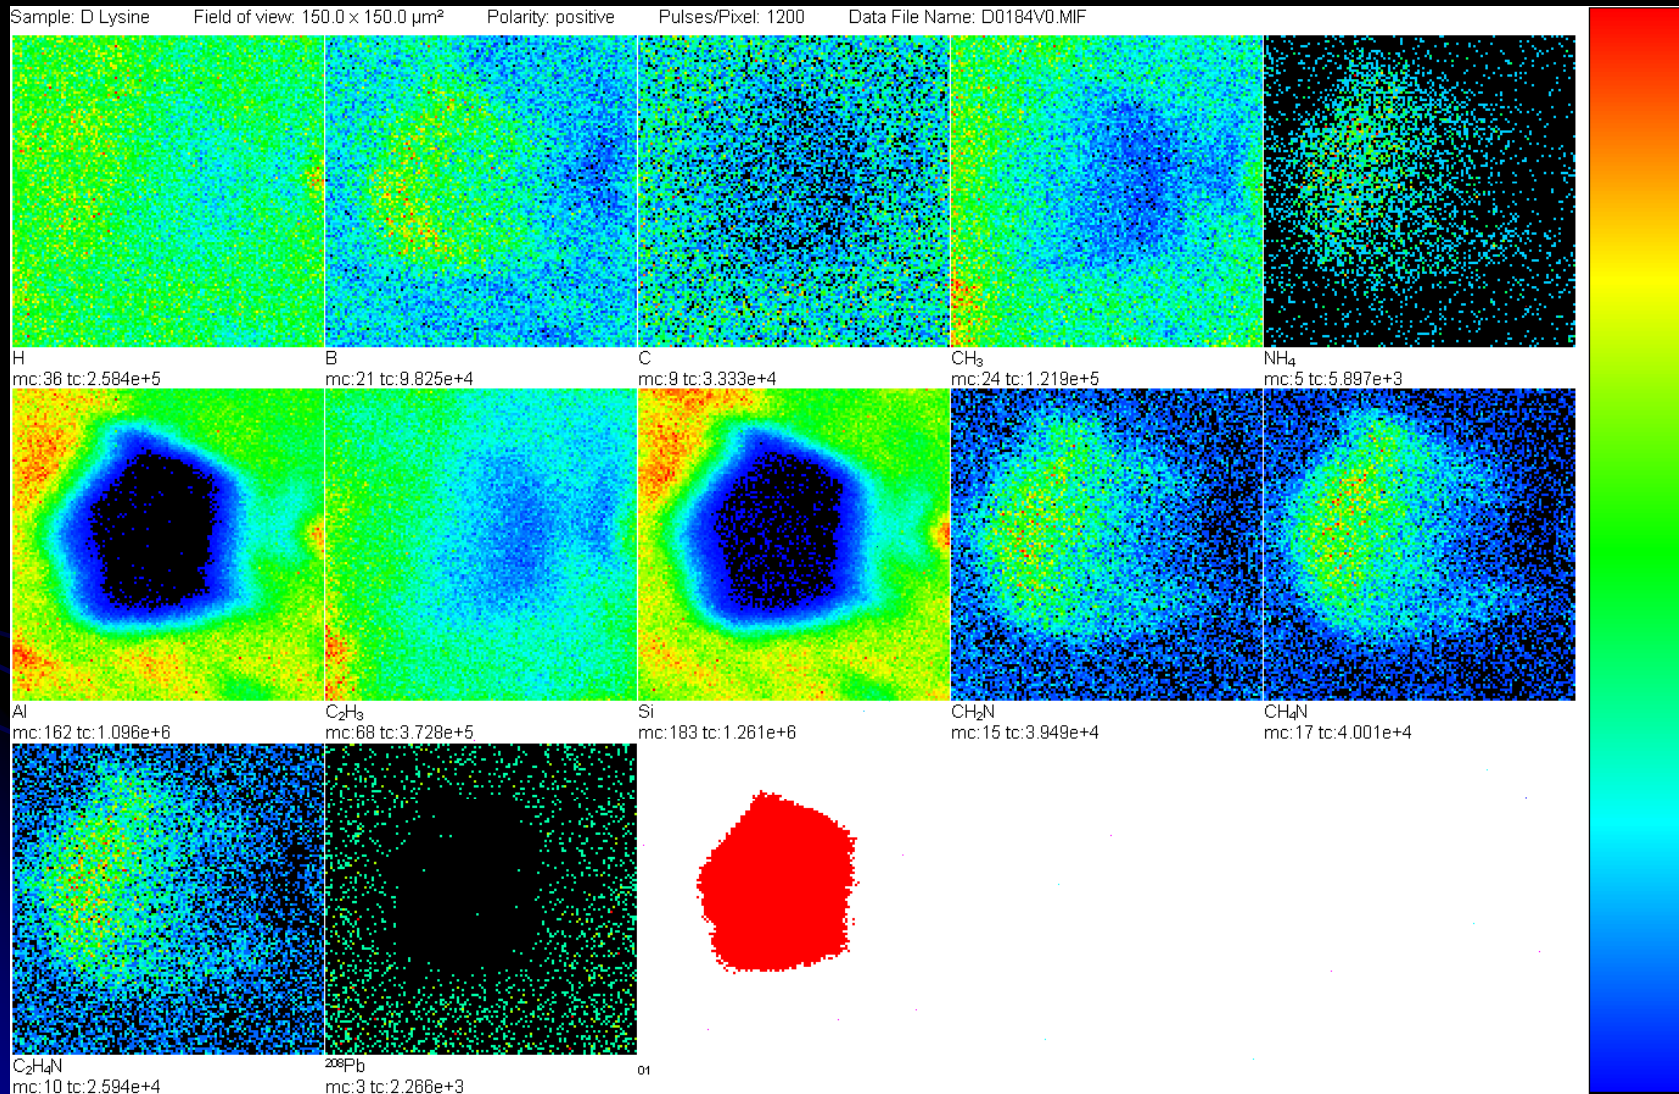 Sample: D Lysine Field of view: 150.0 x 150.0 µm² Polarity: positive Pulses/Pixel: 1200 Data File Name: D0184V0.MIF
H B C CH₃ NH₄
mc:36 tc:2.584e+5 mc:21 tc:9.825e+4 mc:9 tc:3.333e+4 mc:24 tc:1.219e+5 mc:5 tc:5.897e+3
Al C₂H₃ Si CH₂N CH₄N
mc:162 tc:1.096e+6 mc:68 tc:3.728e+5 mc:183 tc:1.261e+6 mc:15 tc:3.949e+4 mc:17 tc:4.001e+4
C₂H₄N ²⁰⁸Pb 01
mc:10 tc:2.594e+4 mc:3 tc:2.266e+3